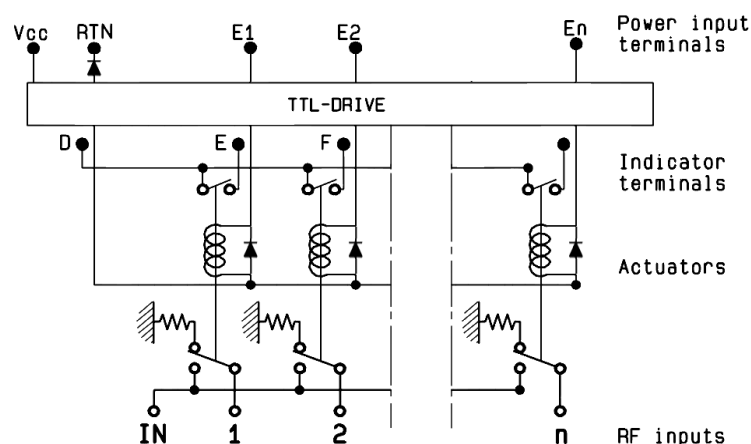 Vcc RTN E1 E2 En Power input
terminals
TTL-DRIVE
D E F Indicator
terminals
Actuators
IN 1 2 n RF inputs